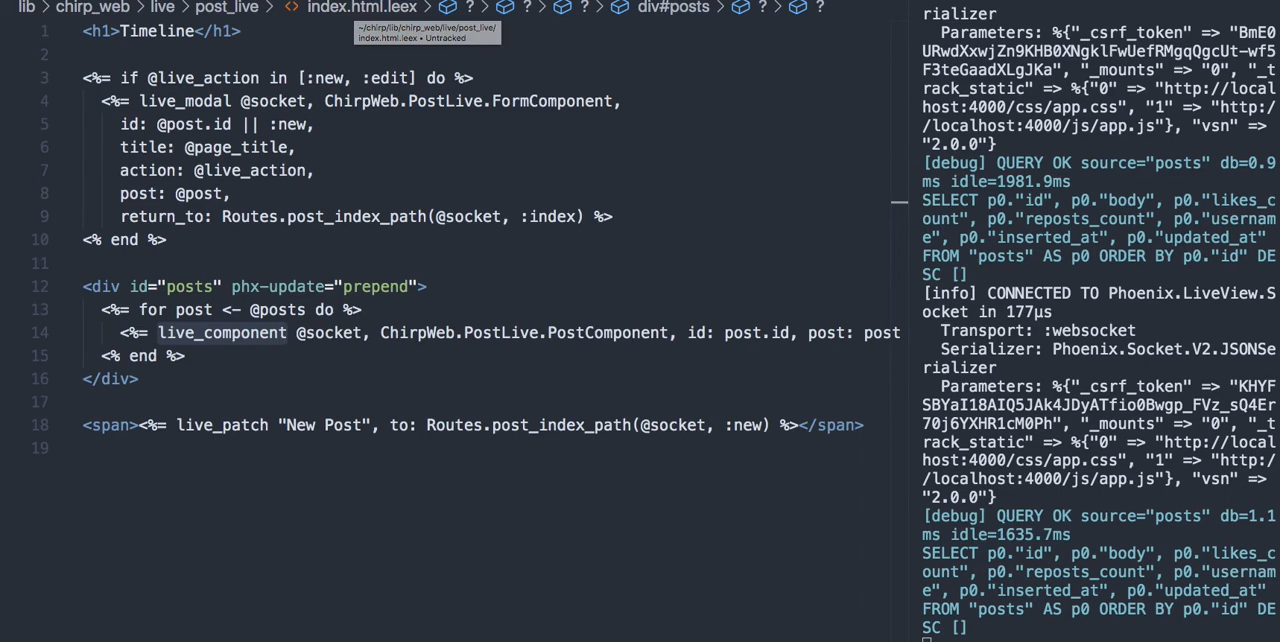 lib > chirp_web > live > post_live > <> index.html.leex > ? > ? > ? > div#posts > ? > ?
~/chirp/lib/chirp_web/live/post_live/
index.html.leex • Untracked
1 <h1>Timeline</h1>
2
3 <%= if @live_action in [:new, :edit] do %>
4 <%= live_modal @socket, ChirpWeb.PostLive.FormComponent,
5 id: @post.id || :new,
6 title: @page_title,
7 action: @live_action,
8 post: @post,
9 return_to: Routes.post_index_path(@socket, :index) %>
10 <% end %>
11
12 <div id="posts" phx-update="prepend">
13 <%= for post <- @posts do %>
14 <%= live_component @socket, ChirpWeb.PostLive.PostComponent, id: post.id, post: post
15 <% end %>
16 </div>
17
18 <span><%= live_patch "New Post", to: Routes.post_index_path(@socket, :new) %></span>
19
rializer
Parameters: %{"_csrf_token" => "BmE0
URwdXxwjZn9KHB0XNgklFwUefRMgqQgcUt-wf5
F3teGaadXLgJKa", "_mounts" => "0", "_t
rack_static" => %{"0" => "http://local
host:4000/css/app.css", "1" => "http:/
/localhost:4000/js/app.js"}, "vsn" =>
"2.0.0"}
[debug] QUERY OK source="posts" db=0.9
ms idle=1981.9ms
SELECT p0."id", p0."body", p0."likes_c
ount", p0."reposts_count", p0."usernam
e", p0."inserted_at", p0."updated_at"
FROM "posts" AS p0 ORDER BY p0."id" DE
SC []
[info] CONNECTED TO Phoenix.LiveView.S
ocket in 177µs
Transport: :websocket
Serializer: Phoenix.Socket.V2.JSONSe
rializer
Parameters: %{"_csrf_token" => "KHYF
SBYaI18AIQ5JAk4JDyATfio0Bwgp_FVz_sQ4Er
70j6YXHR1cM0Ph", "_mounts" => "0", "_t
rack_static" => %{"0" => "http://local
host:4000/css/app.css", "1" => "http:/
/localhost:4000/js/app.js"}, "vsn" =>
"2.0.0"}
[debug] QUERY OK source="posts" db=1.1
ms idle=1635.7ms
SELECT p0."id", p0."body", p0."likes_c
ount", p0."reposts_count", p0."usernam
e", p0."inserted_at", p0."updated_at"
FROM "posts" AS p0 ORDER BY p0."id" DE
SC []